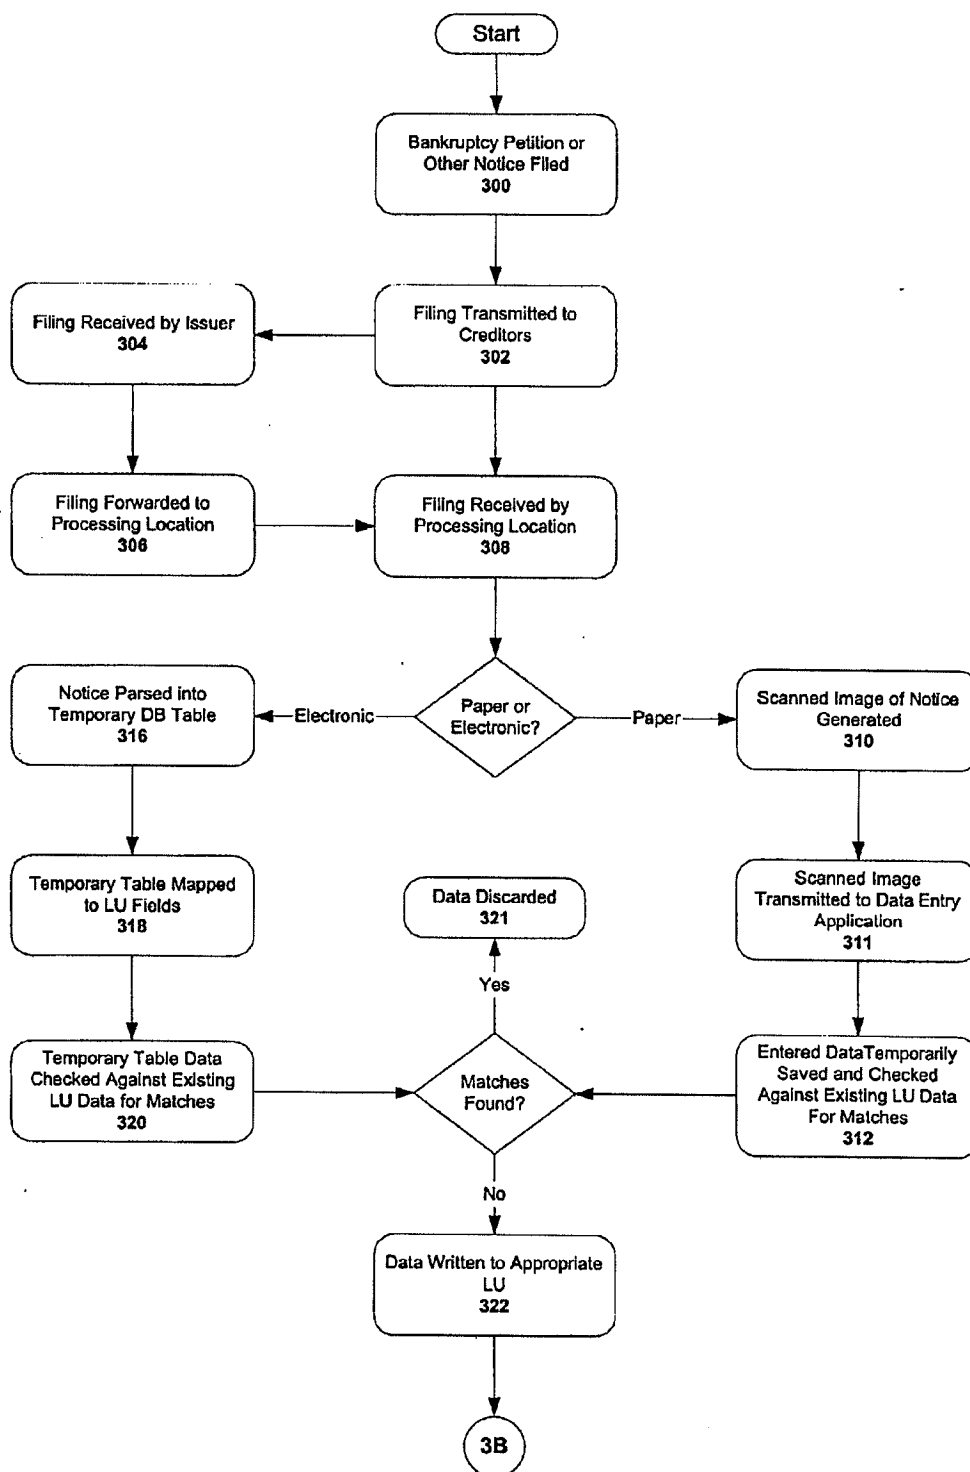 Start
Bankruptcy Petition or
Other Notice Filed
300
Filing Received by Issuer
304
Filing Transmitted to
Creditors
302
Filing Forwarded to
Processing Location
306
Filing Received by
Processing Location
308
Notice Parsed into
Temporary DB Table
316
Electronic
Paper or
Electronic?
Paper
Scanned Image of Notice
Generated
310
Temporary Table Mapped
to LU Fields
318
Data Discarded
321
Scanned Image
Transmitted to Data Entry
Application
311
Yes
Temporary Table Data
Checked Against Existing
LU Data for Matches
320
Matches
Found?
Entered DataTemporarily
Saved and Checked
Against Existing LU Data
For Matches
312
No
Data Written to Appropriate
LU
322
3B